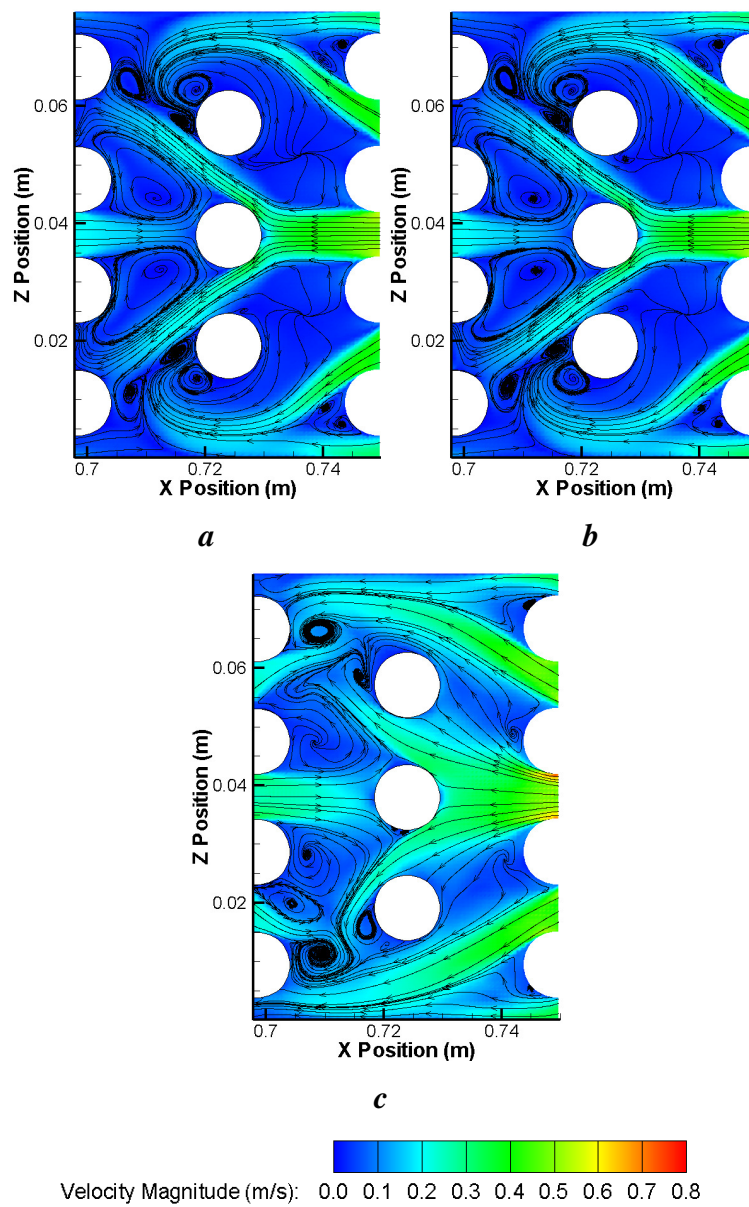 0.06
0.04
0.02
Z Position (m)
0.7 0.72 0.74
X Position (m)
a
0.06
0.04
0.02
Z Position (m)
0.7 0.72 0.74
X Position (m)
b
0.06
0.04
0.02
Z Position (m)
0.7 0.72 0.74
X Position (m)
c
Velocity Magnitude (m/s): 0.0 0.1 0.2 0.3 0.4 0.5 0.6 0.7 0.8